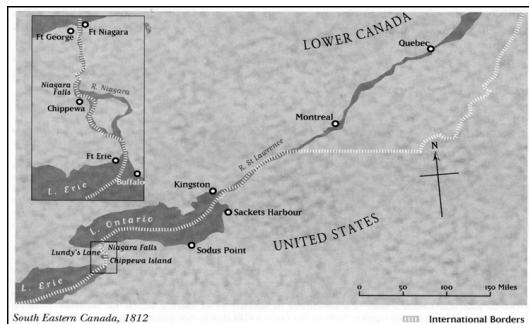 LOWER CANADA
Quebec
Montreal
N
R. St Lawrence
Kingston
Sackets Harbour
L. Ontario
UNITED STATES
Niagara Falls
Lundy's Lane
Chippewa Island
Sodus Point
L. Erie
Ft Niagara
Ft George
Niagara
Falls
R. Niagara
Chippewa
Ft Erie
Buffalo
L. Erie
0 50 100 150 Miles
South Eastern Canada, 1812
International Borders